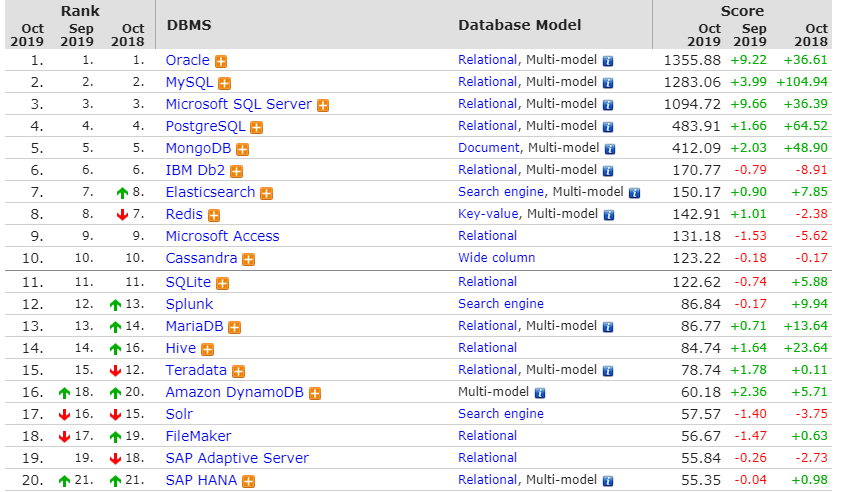 Rank Score
Oct 2019 Sep 2019 Oct 2018 DBMS Database Model Oct 2019 Sep 2019 Oct 2018
1. 1. 1. Oracle Relational, Multi-model 1355.88 +9.22 +36.61
2. 2. 2. MySQL Relational, Multi-model 1283.06 +3.99 +104.94
3. 3. 3. Microsoft SQL Server Relational, Multi-model 1094.72 +9.66 +36.39
4. 4. 4. PostgreSQL Relational, Multi-model 483.91 +1.66 +64.52
5. 5. 5. MongoDB Document, Multi-model 412.09 +2.03 +48.90
6. 6. 6. IBM Db2 Relational, Multi-model 170.77 -0.79 -8.91
7. 7. 8. Elasticsearch Search engine, Multi-model 150.17 +0.90 +7.85
8. 8. 7. Redis Key-value, Multi-model 142.91 +1.01 -2.38
9. 9. 9. Microsoft Access Relational 131.18 -1.53 -5.62
10. 10. 10. Cassandra Wide column 123.22 -0.18 -0.17
11. 11. 11. SQLite Relational 122.62 -0.74 +5.88
12. 12. 13. Splunk Search engine 86.84 -0.17 +9.94
13. 13. 14. MariaDB Relational, Multi-model 86.77 +0.71 +13.64
14. 14. 16. Hive Relational 84.74 +1.64 +23.64
15. 15. 12. Teradata Relational, Multi-model 78.74 +1.78 +0.11
16. 18. 20. Amazon DynamoDB Multi-model 60.18 +2.36 +5.71
17. 16. 15. Solr Search engine 57.57 -1.40 -3.75
18. 17. 19. FileMaker Relational 56.67 -1.47 +0.63
19. 19. 18. SAP Adaptive Server Relational 55.84 -0.26 -2.73
20. 21. 21. SAP HANA Relational, Multi-model 55.35 -0.04 +0.98